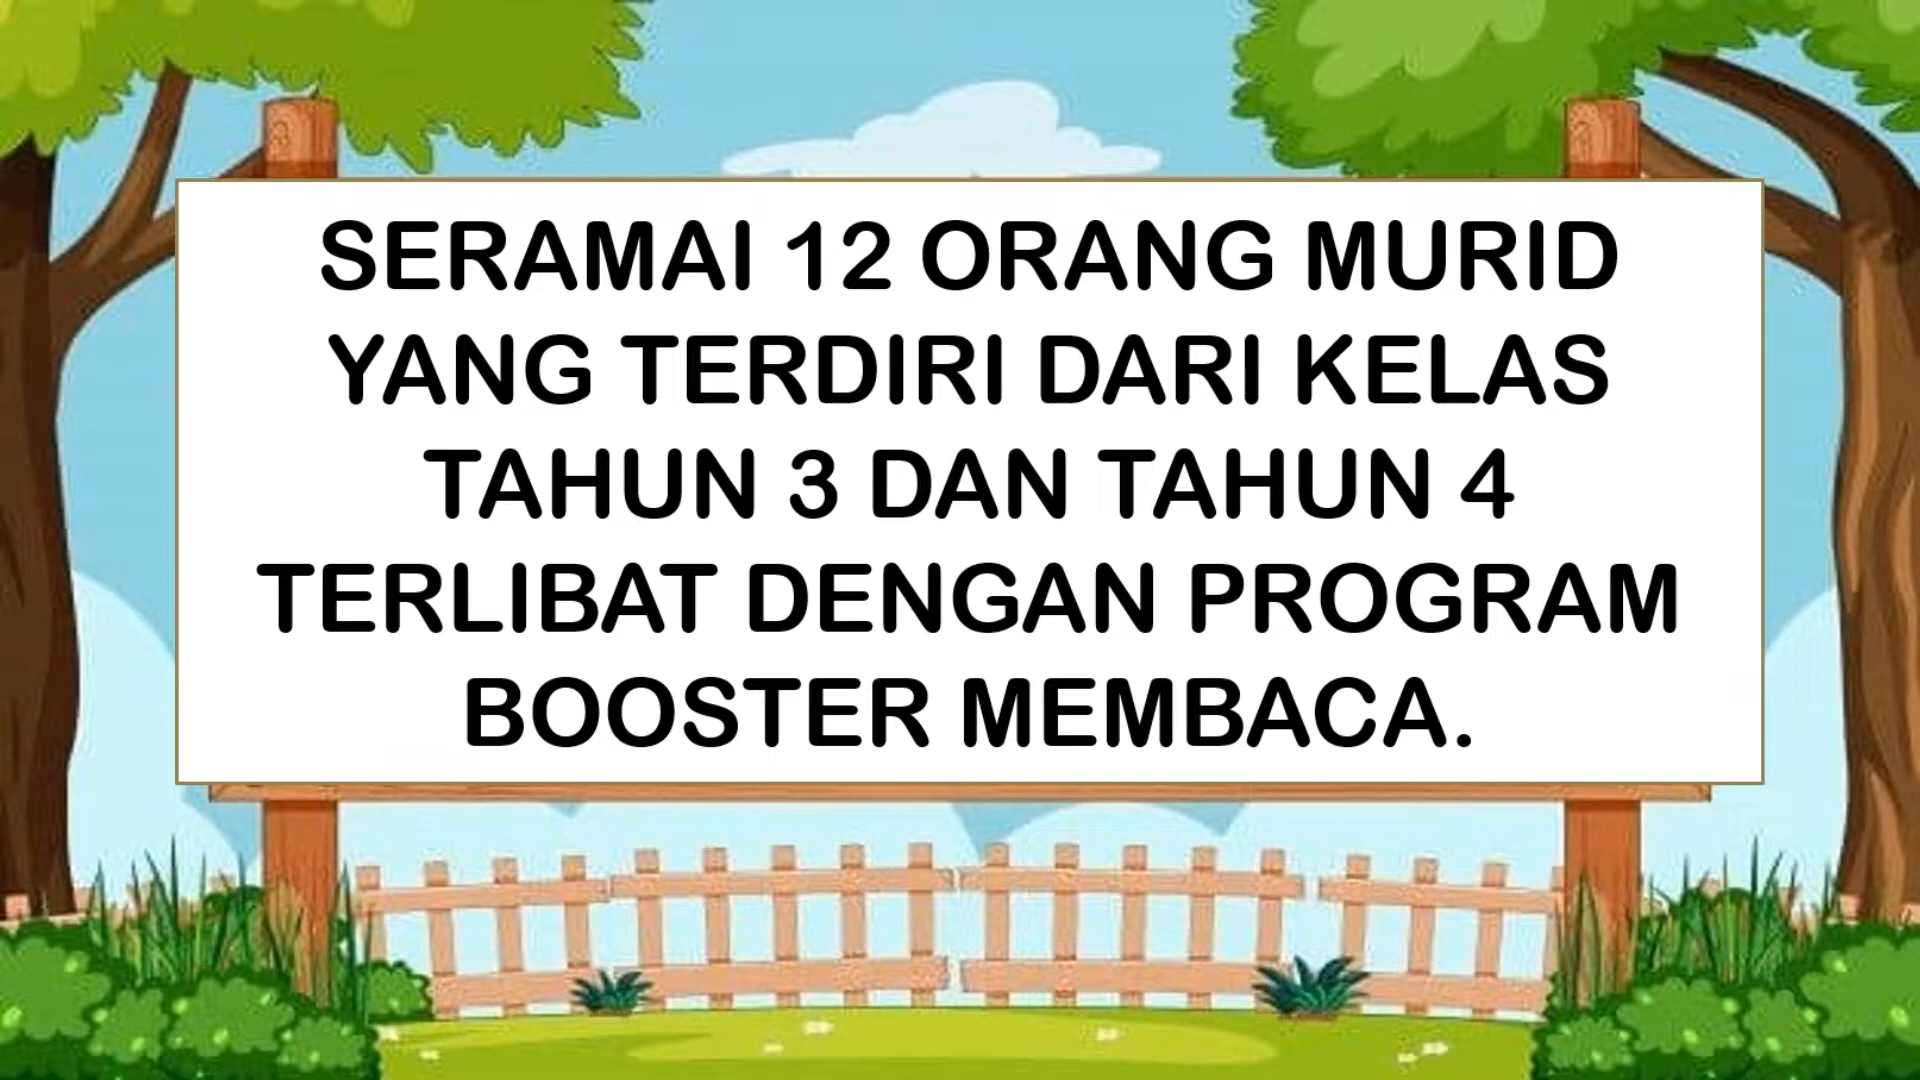 SERAMAI 12 ORANG MURID
YANG TERDIRI DARI KELAS
TAHUN 3 DAN TAHUN 4
TERLIBAT DENGAN PROGRAM
BOOSTER MEMBACA.